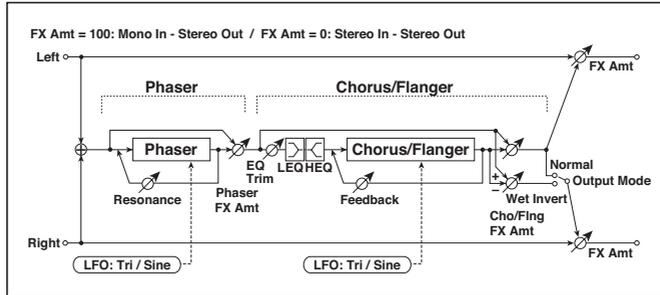 FX Amt = 100: Mono In - Stereo Out / FX Amt = 0: Stereo In - Stereo Out
Left
FX Amt
Phaser
Chorus/Flanger
Phaser
EQ
Trim
LEQ HEQ
Chorus/Flanger
Normal
Output Mode
Resonance
Phaser
FX Amt
Feedback
+
–
Wet Invert
Cho/Flng
FX Amt
Right
FX Amt
LFO: Tri / Sine
LFO: Tri / Sine